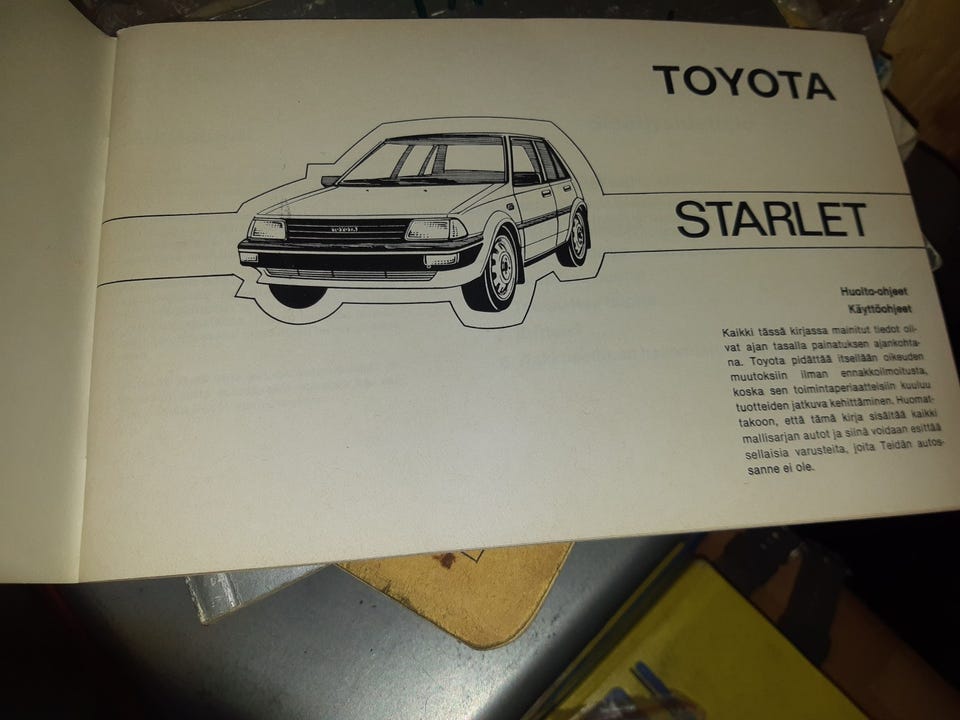 TOYOTA
TOYOTA
STARLET
Huolto-ohjeet
Käyttöohjeet
Kaikki tässä kirjassa mainitut tiedot oli-
vat ajan tasalla painatuksen ajankohta-
na. Toyota pidättää itsellään oikeuden
muutoksiin ilman ennakkoilmoitusta,
koska sen toimintaperiaatteisiin kuuluu
tuotteiden jatkuva kehittäminen. Huomat-
takoon, että tämä kirja sisältää kaikki
mallisarjan autot ja siinä voidaan esittää
sellaisia varusteita, joita Teidän autos-
sanne ei ole.